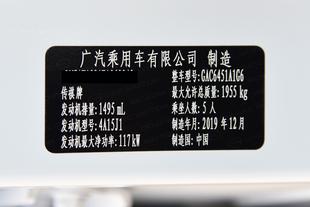 广汽乘用车有限公司 制造
整车型号: GAC6451A1G6
传祺牌 最大允许总质量: 1955 kg
发动机排量: 1495 mL 乘坐人数: 5 人
发动机型号: 4A15J1 制造年月: 2019 年 12 月
发动机最大净功率: 117 kW 制造国: 中国